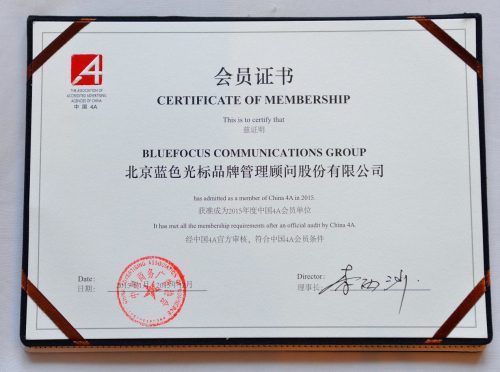 THE ASSOCIATION OF
ACCREDITED ADVERTISING
AGENCIES OF CHINA
中国 4A
会员证书
CERTIFICATE OF MEMBERSHIP
This is to certify that
兹证明
BLUEFOCUS COMMUNICATIONS GROUP
北京蓝色光标品牌管理顾问股份有限公司
has admitted as a member of China 4A in 2015.
获准成为2015年度中国4A会员单位
It has met all the membership requirements after an official audit by China 4A.
经中国4A官方审核，符合中国4A会员条件
Date:
日期:
Director:
理事长: